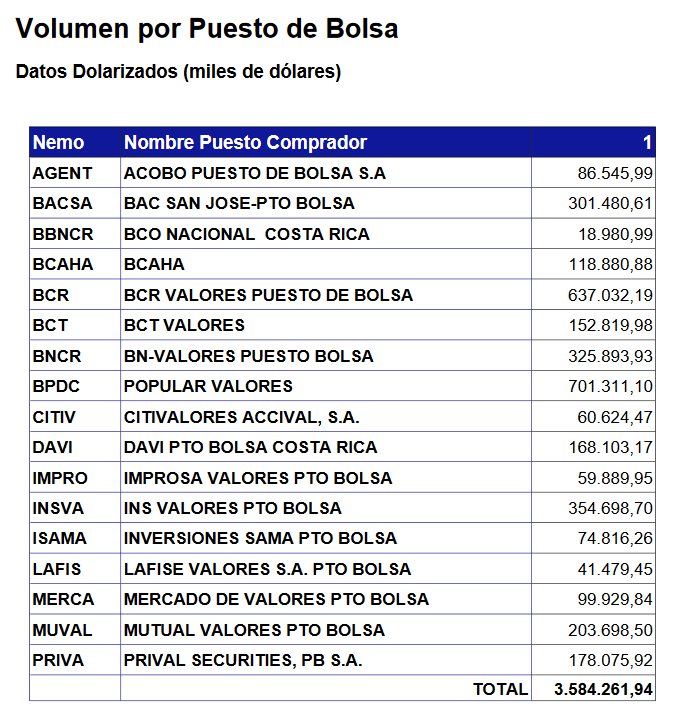 Volumen por Puesto de Bolsa
Datos Dolarizados (miles de dólares)
Nemo Nombre Puesto Comprador 1
AGENT ACOBO PUESTO DE BOLSA S.A 86.545,99
BACSA BAC SAN JOSE-PTO BOLSA 301.480,61
BBNCR BCO NACIONAL  COSTA RICA 18.980,99
BCAHA BCAHA 118.880,88
BCR BCR VALORES PUESTO DE BOLSA 637.032,19
BCT BCT VALORES 152.819,98
BNCR BN-VALORES PUESTO BOLSA 325.893,93
BPDC POPULAR VALORES 701.311,10
CITIV CITIVALORES ACCIVAL, S.A. 60.624,47
DAVI DAVI PTO BOLSA COSTA RICA 168.103,17
IMPRO IMPROSA VALORES PTO BOLSA 59.889,95
INSVA INS VALORES PTO BOLSA 354.698,70
ISAMA INVERSIONES SAMA PTO BOLSA 74.816,26
LAFIS LAFISE VALORES S.A. PTO BOLSA 41.479,45
MERCA MERCADO DE VALORES PTO BOLSA 99.929,84
MUVAL MUTUAL VALORES PTO BOLSA 203.698,50
PRIVA PRIVAL SECURITIES, PB S.A. 178.075,92
TOTAL 3.584.261,94